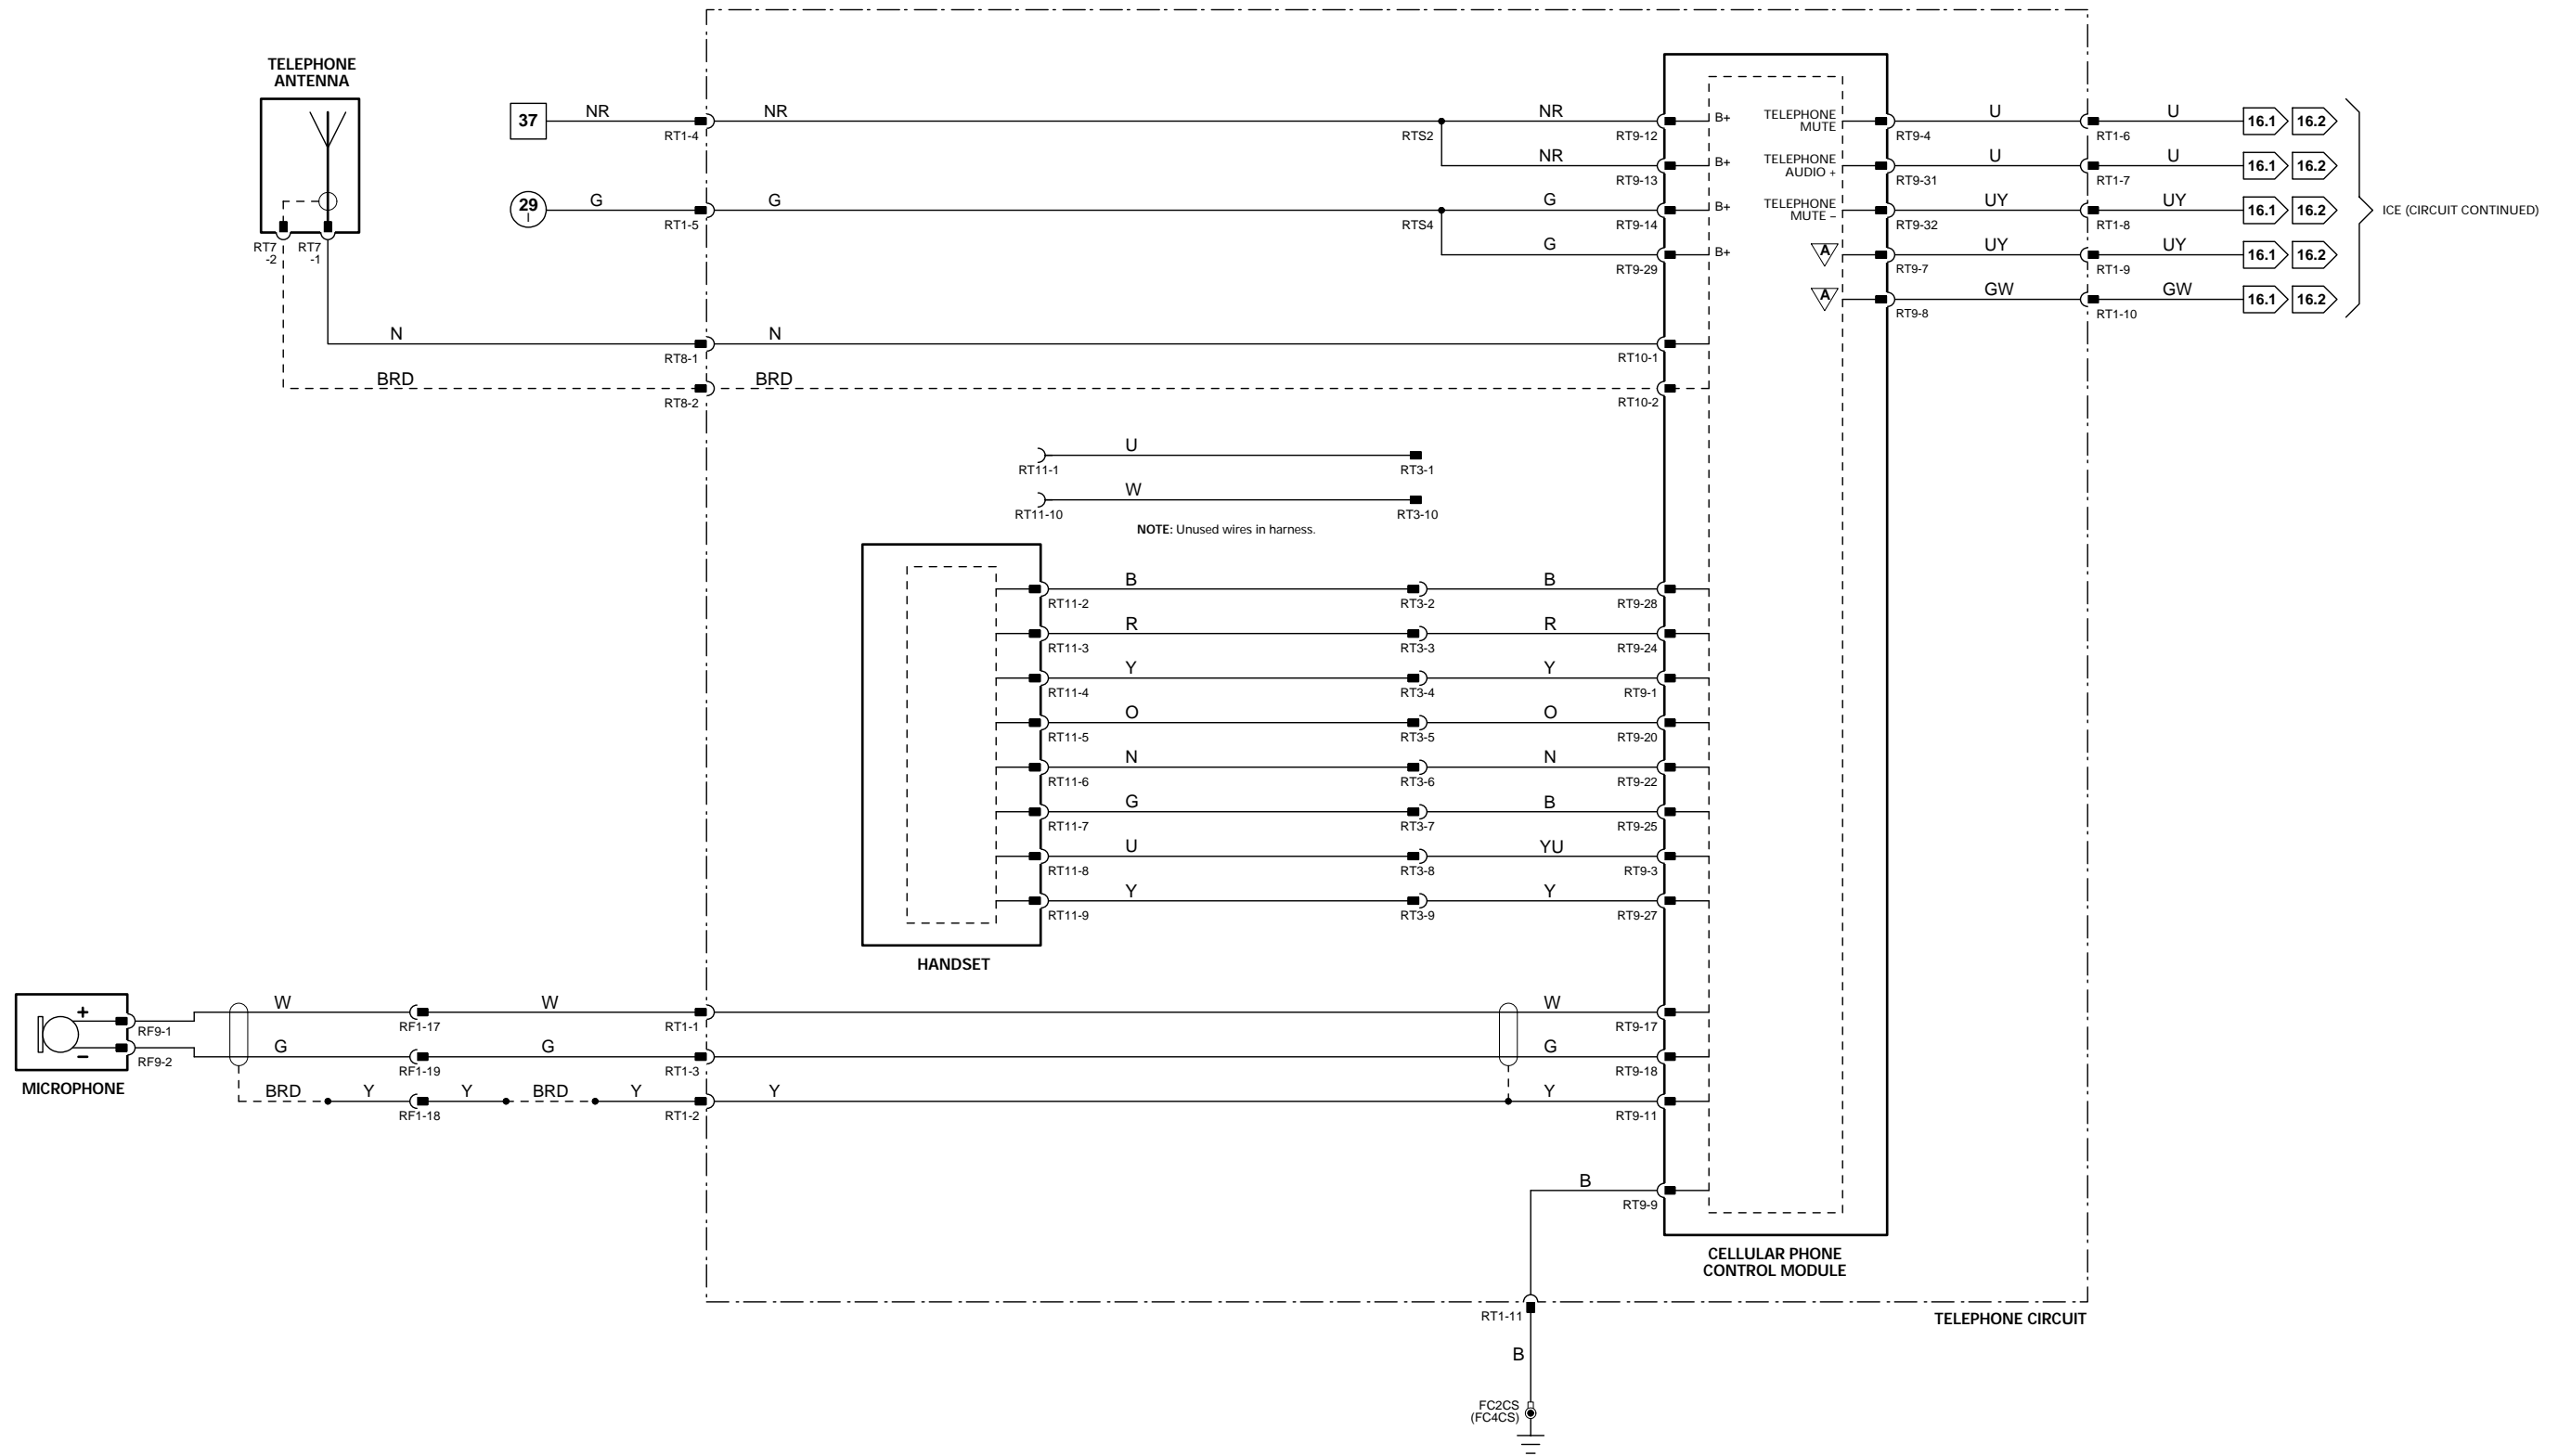 TELEPHONE
ANTENNA
RT7
-2
RT7
-1
37
NR
RT1-4
NR
RTS2
NR
RT9-12
B+
NR
RT9-13
B+
29
I
G
RT1-5
G
RTS4
G
RT9-14
B+
G
RT9-29
B+
TELEPHONE
MUTE
RT9-4
U
RT1-6
U
16.1
16.2
TELEPHONE
AUDIO +
RT9-31
U
RT1-7
U
16.1
16.2
TELEPHONE
MUTE –
RT9-32
UY
RT1-8
UY
16.1
16.2
A
RT9-7
UY
RT1-9
UY
16.1
16.2
A
RT9-8
GW
RT1-10
GW
16.1
16.2
ICE (CIRCUIT CONTINUED)
N
RT8-1
N
RT10-1
BRD
RT8-2
BRD
RT10-2
RT11-1
U
RT3-1
RT11-10
W
RT3-10
NOTE: Unused wires in harness.
RT11-2
B
RT3-2
B
RT9-28
RT11-3
R
RT3-3
R
RT9-24
RT11-4
Y
RT3-4
Y
RT9-1
RT11-5
O
RT3-5
O
RT9-20
RT11-6
N
RT3-6
N
RT9-22
RT11-7
G
RT3-7
B
RT9-25
RT11-8
U
RT3-8
YU
RT9-3
RT11-9
Y
RT3-9
Y
RT9-27
HANDSET
+
–
MICROPHONE
RF9-1
W
RF1-17
W
RT1-1
W
RT9-17
RF9-2
G
RF1-19
G
RT1-3
G
RT9-18
BRD
Y
RF1-18
Y
BRD
Y
RT1-2
Y
Y
RT9-11
B
RT9-9
CELLULAR PHONE
CONTROL MODULE
RT1-11
TELEPHONE CIRCUIT
B
FC2CS
(FC4CS)